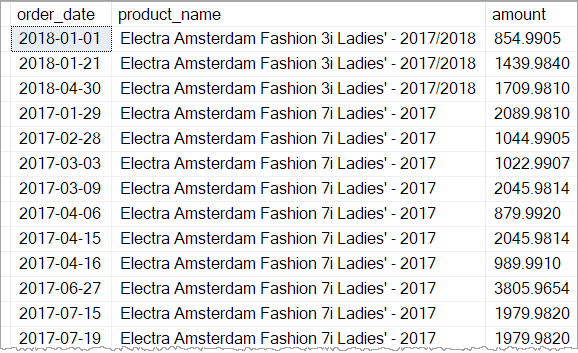 order_date product_name amount
2018-01-01 Electra Amsterdam Fashion 3i Ladies' - 2017/2018 854.9905
2018-01-21 Electra Amsterdam Fashion 3i Ladies' - 2017/2018 1439.9840
2018-04-30 Electra Amsterdam Fashion 3i Ladies' - 2017/2018 1709.9810
2017-01-29 Electra Amsterdam Fashion 7i Ladies' - 2017 2089.9810
2017-02-28 Electra Amsterdam Fashion 7i Ladies' - 2017 1044.9905
2017-03-03 Electra Amsterdam Fashion 7i Ladies' - 2017 1022.9907
2017-03-09 Electra Amsterdam Fashion 7i Ladies' - 2017 2045.9814
2017-04-06 Electra Amsterdam Fashion 7i Ladies' - 2017 879.9920
2017-04-15 Electra Amsterdam Fashion 7i Ladies' - 2017 2045.9814
2017-04-16 Electra Amsterdam Fashion 7i Ladies' - 2017 989.9910
2017-06-27 Electra Amsterdam Fashion 7i Ladies' - 2017 3805.9654
2017-07-15 Electra Amsterdam Fashion 7i Ladies' - 2017 1979.9820
2017-07-19 Electra Amsterdam Fashion 7i Ladies' - 2017 1979.9820